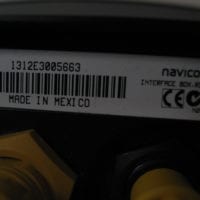 navico
1312E3005663
INTERFACE BOX,
MADE IN MEXICO
CE